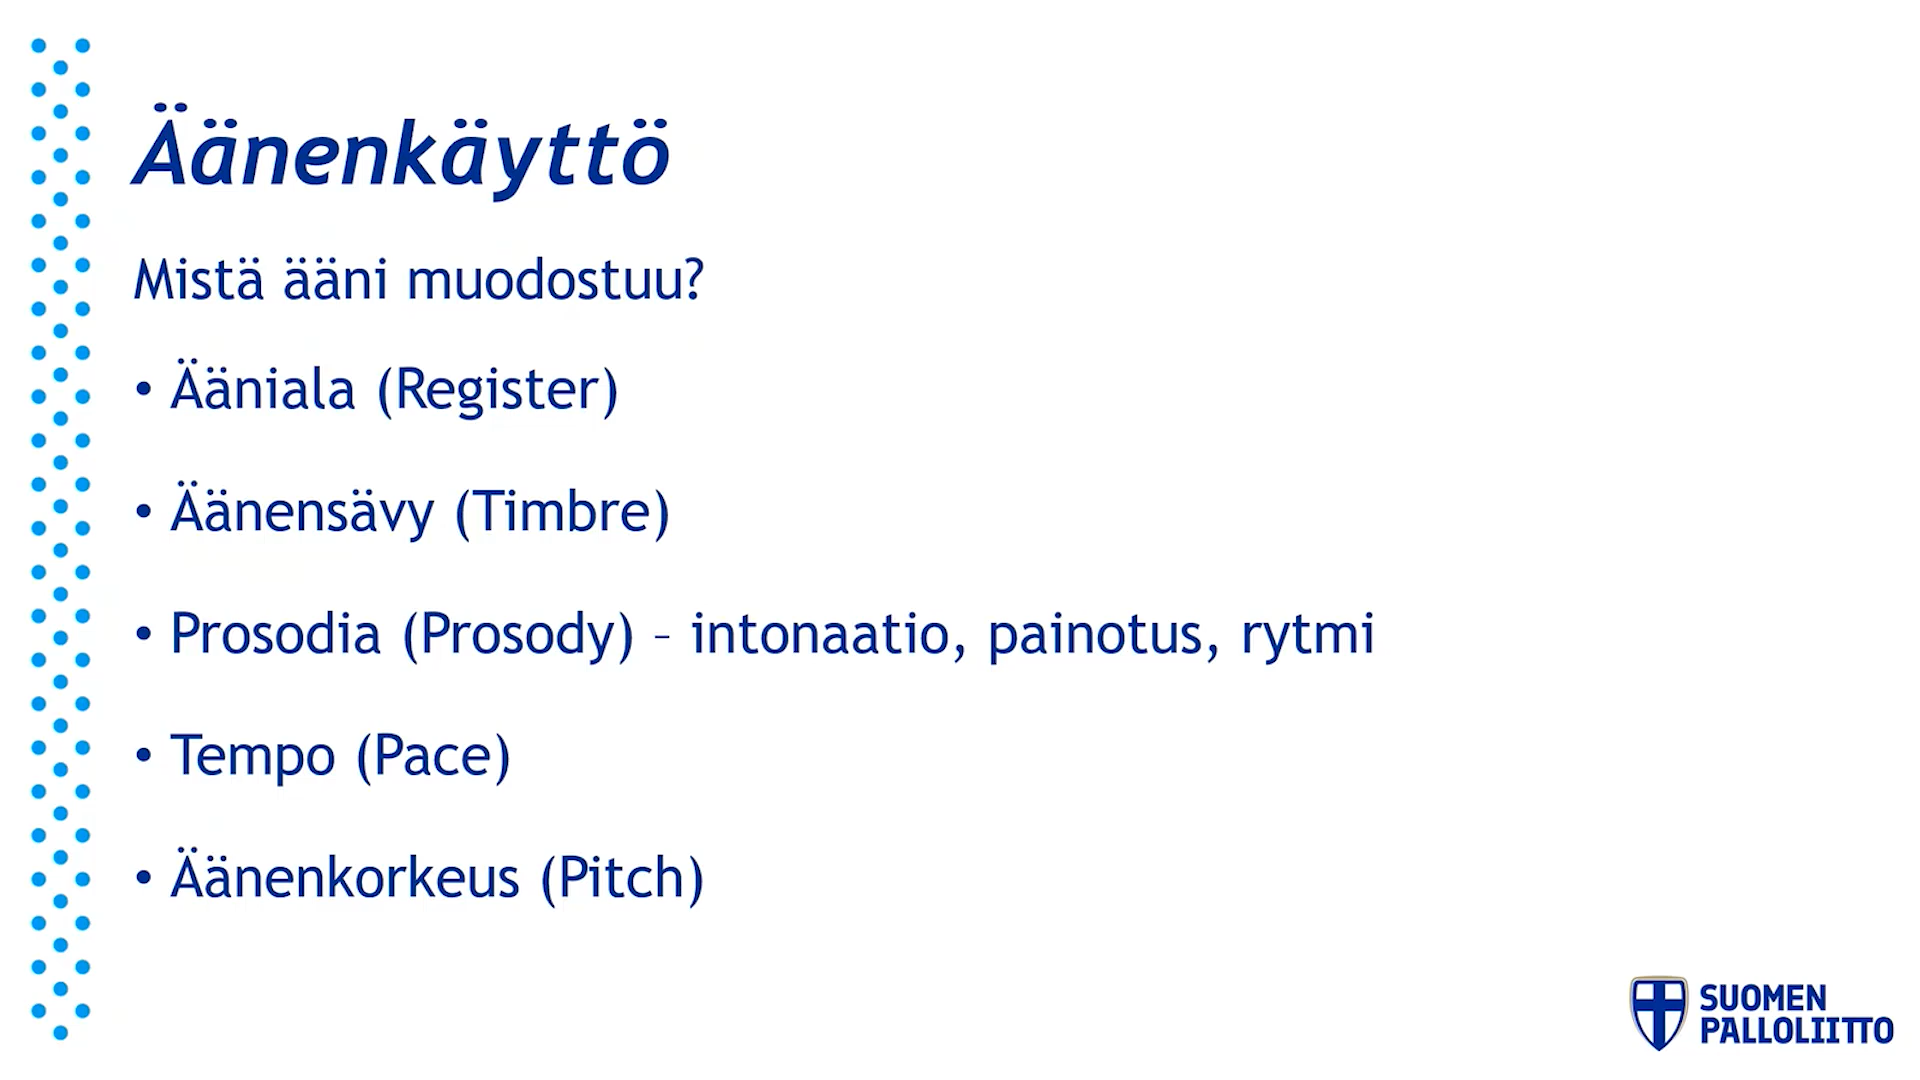 Äänenkäyttö
Mistä ääni muodostuu?
• Ääniala (Register)
• Äänensävy (Timbre)
• Prosodia (Prosody) – intonaatio, painotus, rytmi
• Tempo (Pace)
• Äänenkorkeus (Pitch)
SUOMEN
PALLOLIITTO